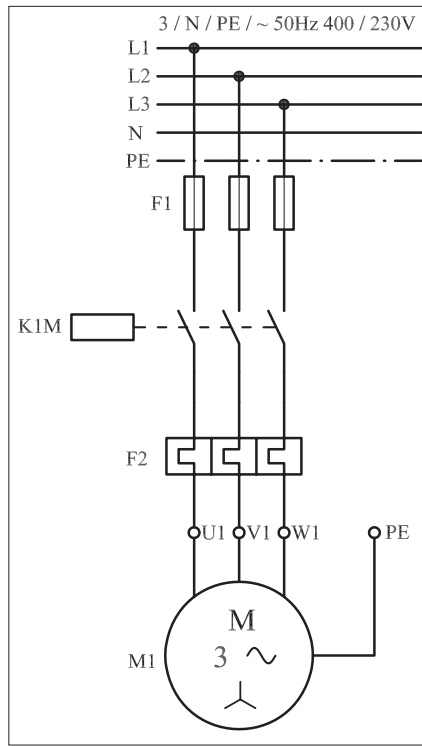 3 / N / PE / ~ 50Hz 400 / 230V
L1
L2
L3
N
PE
F1
K1M
F2
U1 V1 W1 PE
M
M1 3 ~